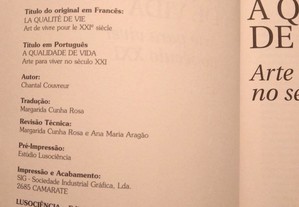 Título do original em Francês:
LA QUALITÉ DE VIE
Art de vivre pour le XXIᵉ siècle
Título em Português
A QUALIDADE DE VIDA
Arte para viver no século XXI
Autor:
Chantal Couvreur
Tradução:
Margarida Cunha Rosa
Revisão Técnica:
Margarida Cunha Rosa e Ana Maria Aragão
Pré-Impressão:
Estúdio Lusociência
Impressão e Acabamento:
SIG - Sociedade Industrial Gráfica, Lda.
2685 CAMARATE
LUSOCIÊNCIA
A Q
DE
Arte
no sé